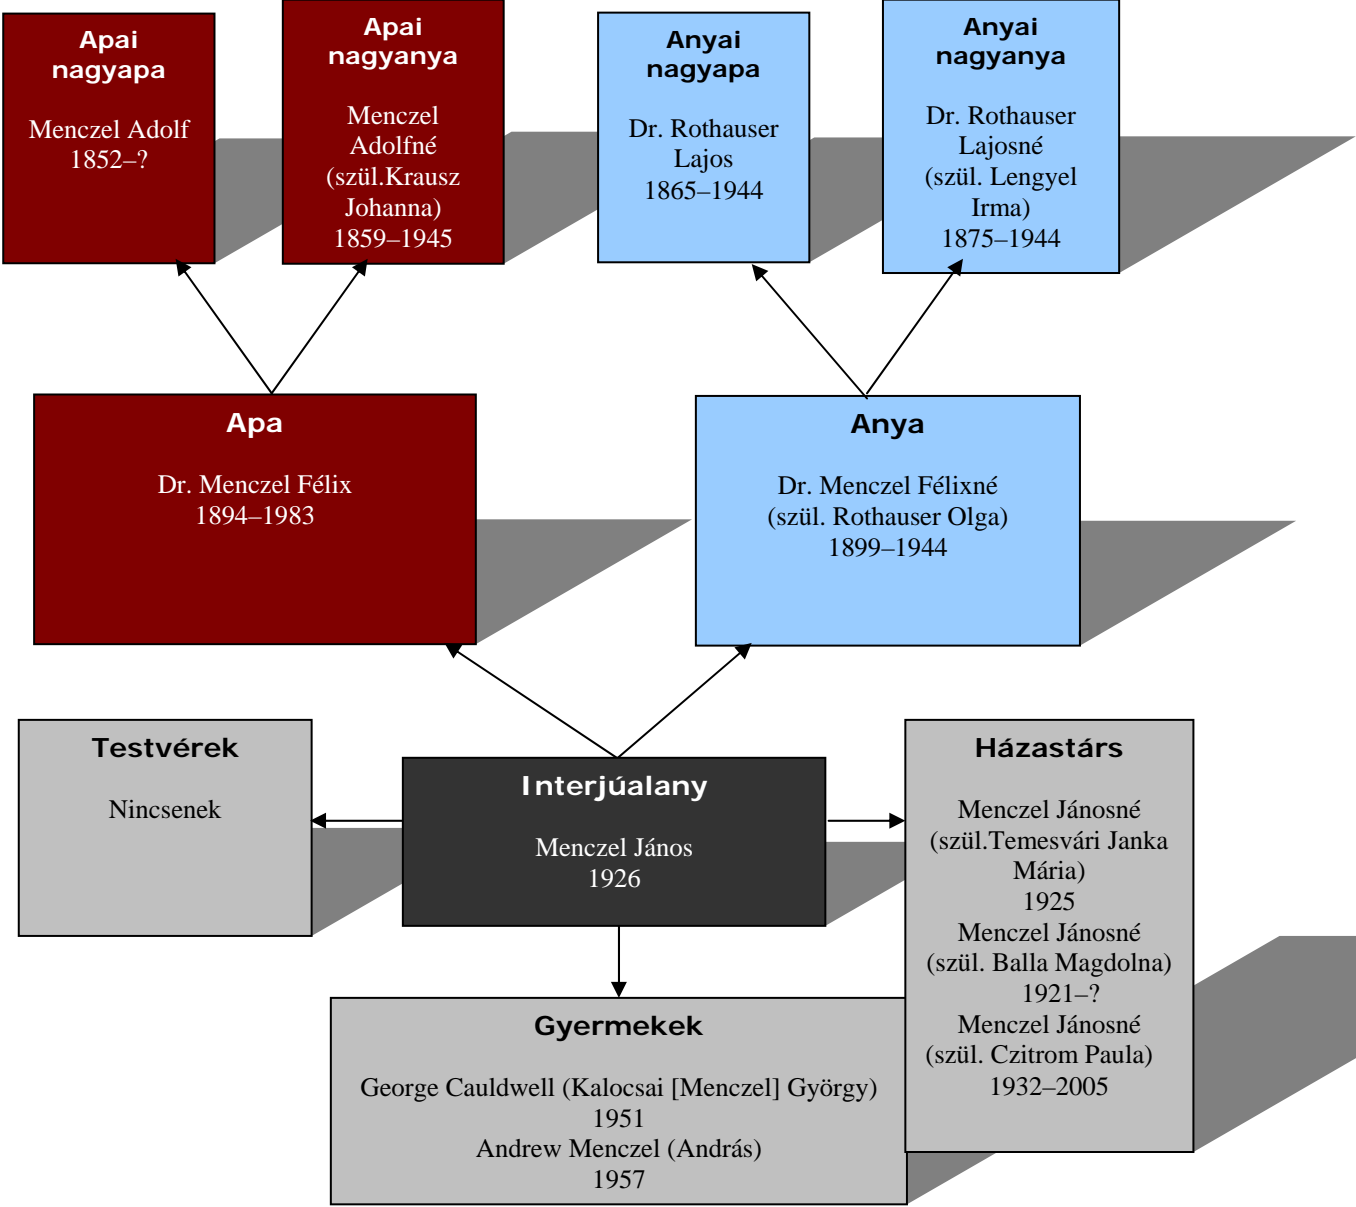 Apai
nagyapa
Menczel Adolf
1852–?
Apai
nagyanya
Menczel
Adolfné
(szül.Krausz
Johanna)
1859–1945
Anyai
nagyapa
Dr. Rothauser
Lajos
1865–1944
Anyai
nagyanya
Dr. Rothauser
Lajosné
(szül. Lengyel
Irma)
1875–1944
Apa
Dr. Menczel Félix
1894–1983
Anya
Dr. Menczel Félixné
(szül. Rothauser Olga)
1899–1944
Testvérek
Nincsenek
Interjúalany
Menczel János
1926
Házastárs
Menczel Jánosné
(szül.Temesvári Janka
Mária)
1925
Menczel Jánosné
(szül. Balla Magdolna)
1921–?
Menczel Jánosné
(szül. Czitrom Paula)
1932–2005
Gyermekek
George Cauldwell (Kalocsai [Menczel] György)
1951
Andrew Menczel (András)
1957